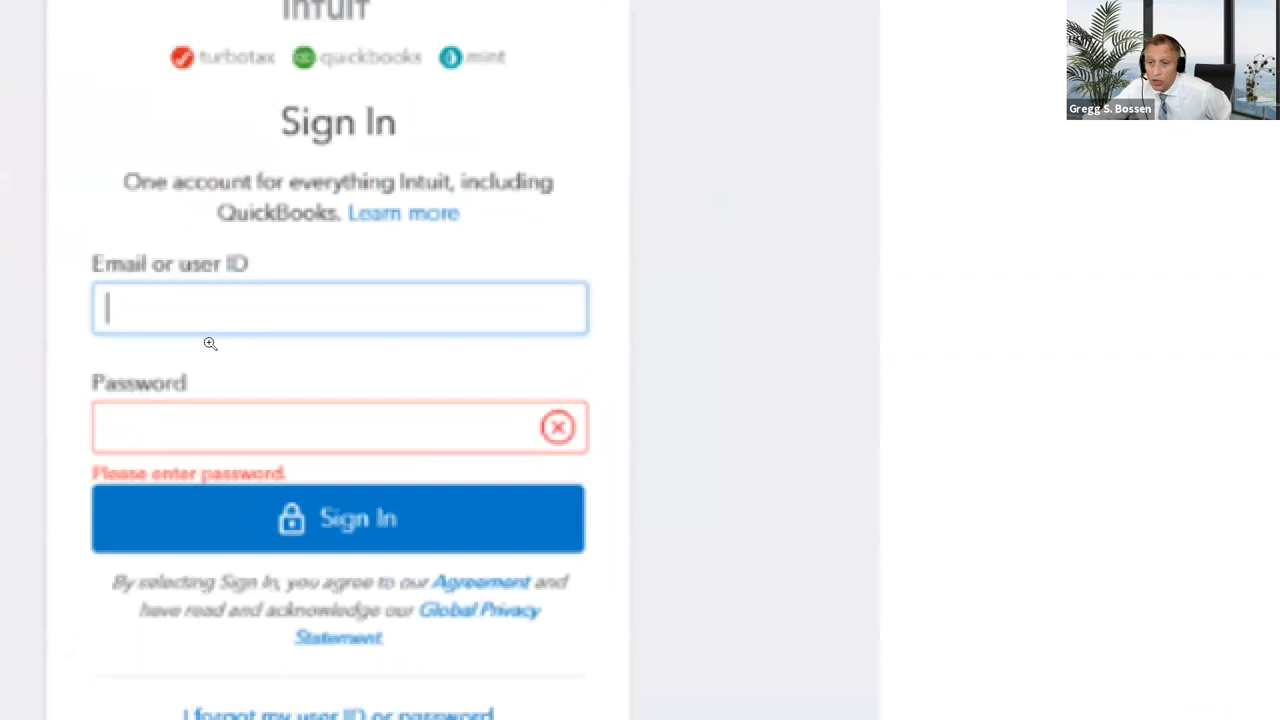 intuit
turbotax quickbooks mint
Sign In
One account for everything Intuit, including
QuickBooks. Learn more
Email or user ID
Password
Please enter password.
Sign In
By selecting Sign In, you agree to our Agreement and
have read and acknowledge our Global Privacy
Statement.
I forgot my user ID or password
Gregg S. Bossen